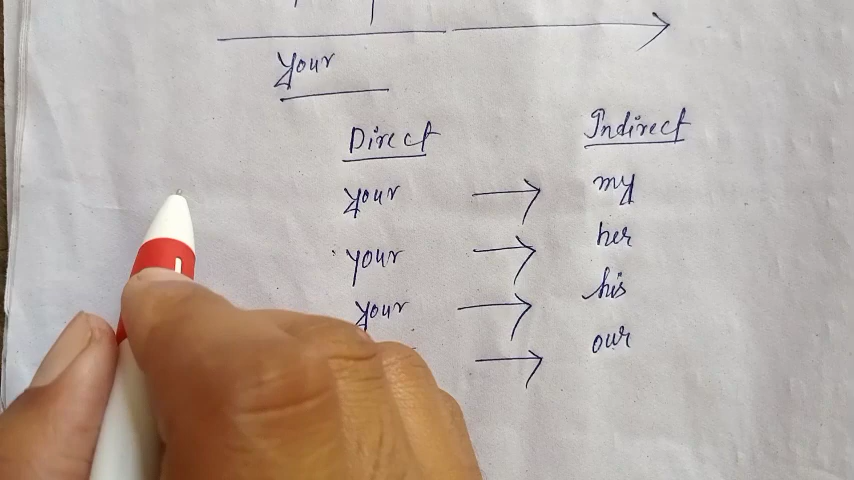 Your
Direct Indirect
Your → my
your → her
Your → his
→ our